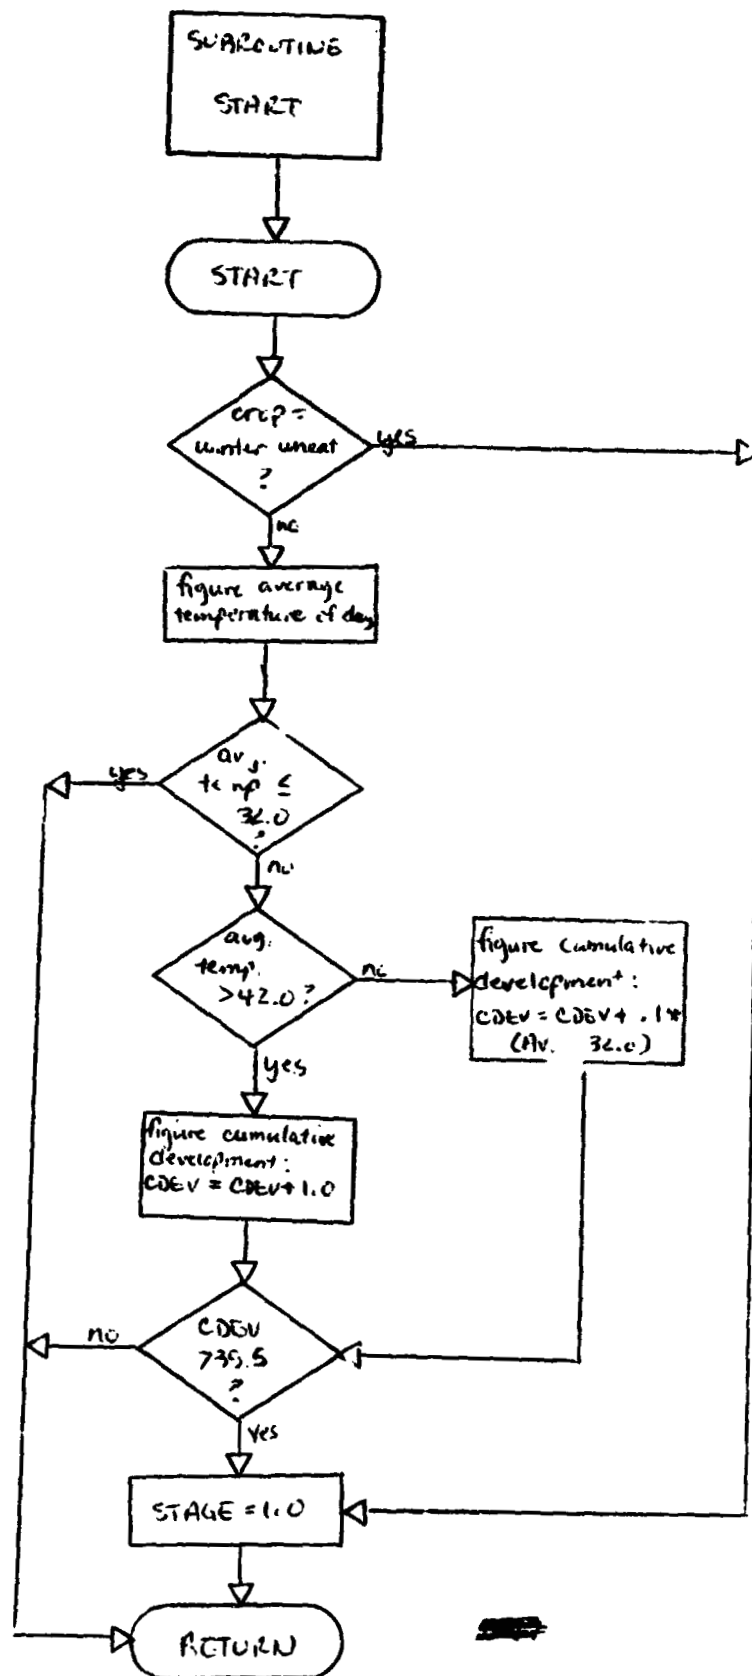 SUBROUTINE
START
START
crop =
winter wheat
?
yes
no
figure average
temperature of day
avg.
temp ≤
32.0
?
yes
no
avg.
temp.
>42.0?
no
figure cumulative
development:
CDEV = CDEV + .1*
(Av. 32.0)
yes
figure cumulative
development:
CDEV = CDEV + 1.0
CDEV
?
no
yes
STAGE = 1.0
RETURN